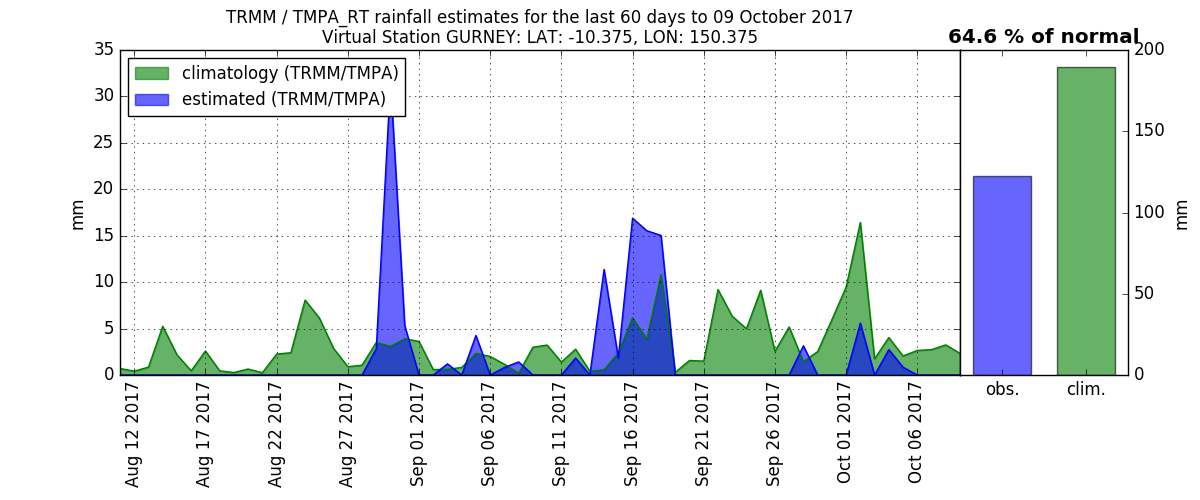 TRMM / TMPA_RT rainfall estimates for the last 60 days to 09 October 2017
Virtual Station GURNEY: LAT: -10.375, LON: 150.375
64.6 % of normal
climatology (TRMM/TMPA)
estimated (TRMM/TMPA)
35
30
25
20
15
10
5
0
mm
Aug 12 2017
Aug 17 2017
Aug 22 2017
Aug 27 2017
Sep 01 2017
Sep 06 2017
Sep 11 2017
Sep 16 2017
Sep 21 2017
Sep 26 2017
Oct 01 2017
Oct 06 2017
obs.
clim.
200
150
100
50
0
mm